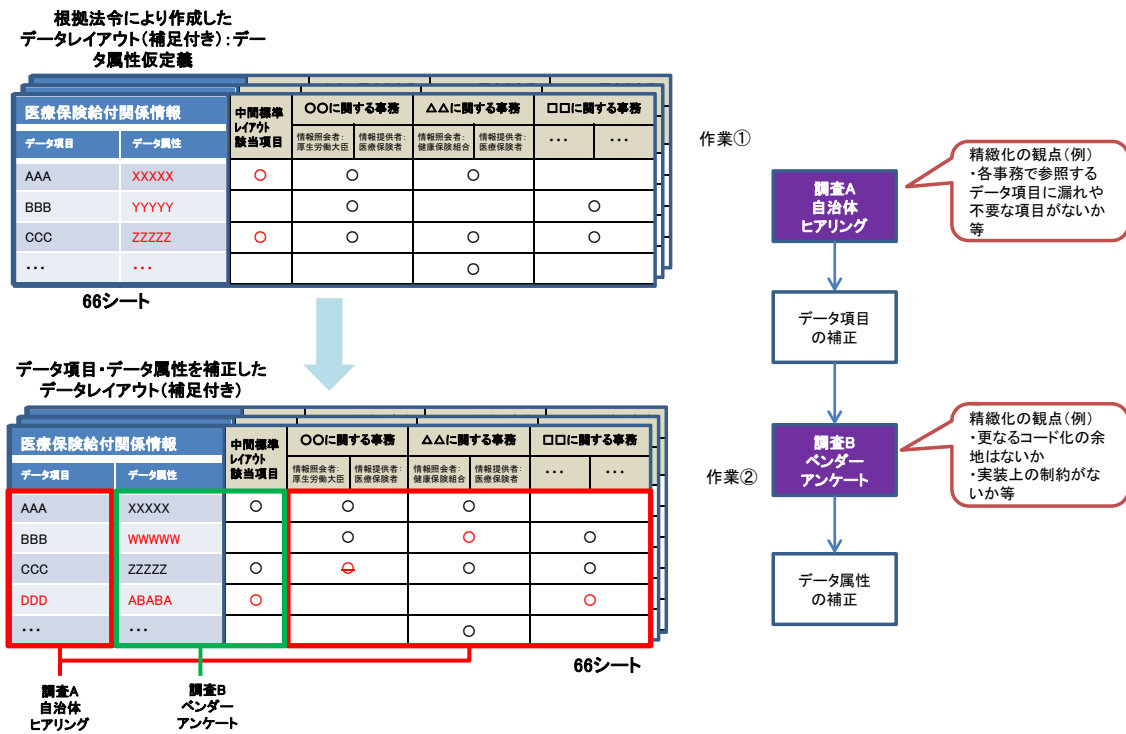 根拠法令により作成した
データレイアウト(補足付き):デー
タ属性仮定義
医療保険給付関係情報
中間標準
レイアウト
該当項目
〇〇に関する事務
△△に関する事務
□□に関する事務
データ項目
データ属性
情報照会者:
厚生労働大臣
情報提供者:
医療保険者
情報照会者:
健康保険組合
情報提供者:
医療保険者
・・・
・・・
AAA
XXXXX
○
○
○
BBB
YYYYY
○
○
CCC
ZZZZZ
○
○
○
○
・・・
・・・
○
66シート
データ項目・データ属性を補正した
データレイアウト(補足付き)
医療保険給付関係情報
中間標準
レイアウト
該当項目
〇〇に関する事務
△△に関する事務
□□に関する事務
データ項目
データ属性
情報照会者:
厚生労働大臣
情報提供者:
医療保険者
情報照会者:
健康保険組合
情報提供者:
医療保険者
・・・
・・・
AAA
XXXXX
○
○
○
BBB
WWWWW
○
○
○
CCC
ZZZZZ
○
○
○
○
DDD
ABABA
○
○
・・・
・・・
○
66シート
調査A
自治体
ヒアリング
調査B
ベンダー
アンケート
作業①
調査A
自治体
ヒアリング
精緻化の観点(例)
・各事務で参照する
データ項目に漏れや
不要な項目がないか
等
データ項目
の補正
作業②
調査B
ベンダー
アンケート
精緻化の観点(例)
・更なるコード化の余
地はないか
・実装上の制約がな
いか等
データ属性
の補正